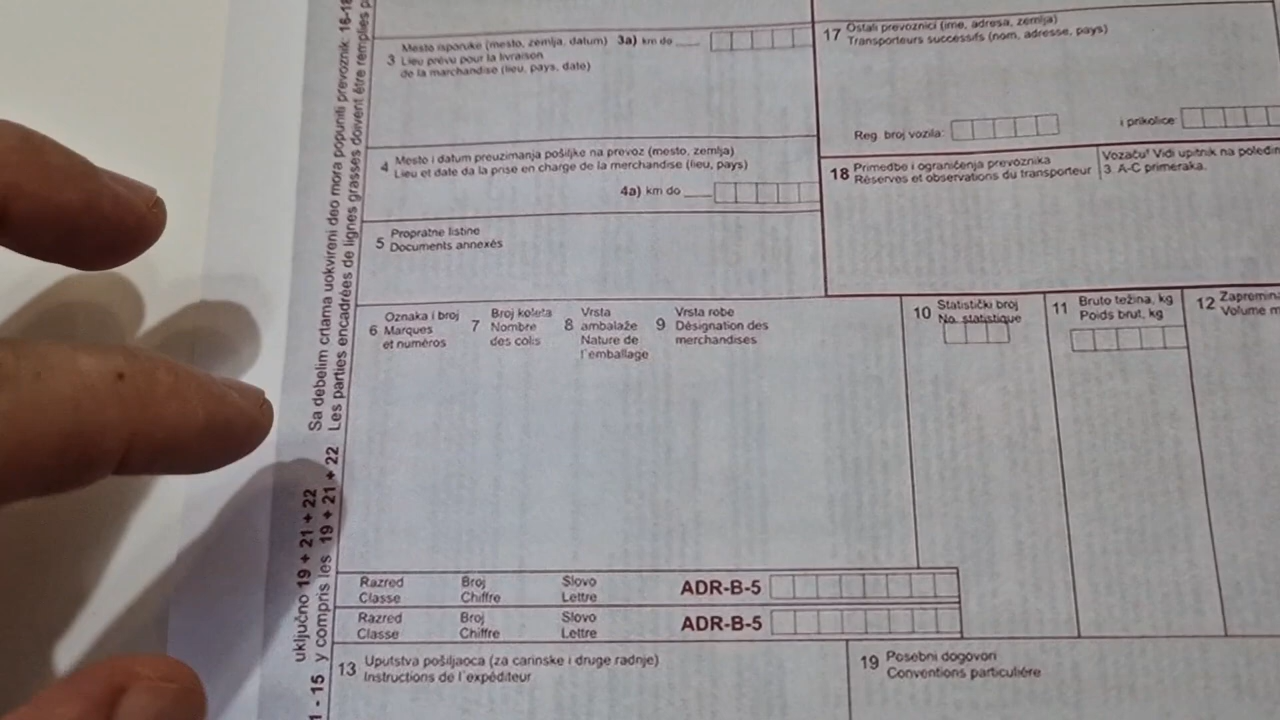 Sa debelim crtama uokvireni deo mora popuniti prevoznik 16-18
Les parties encadrées de lignes grasses doivent être remplies p
uključno 19 + 21 + 22
1 - 15 y compris les 19 + 21 + 22
3 Mesto isporuke (mesto, zemlja, datum) 3a) km do
Lieu prévu pour la livraison
de la marchandise (lieu, pays, date)
17 Ostali prevoznici (ime, adresa, zemlja)
Transporteurs successifs (nom, adresse, pays)
Reg. broj vozila:
i prikolice:
4 Mesto i datum preuzimanja pošiljke na prevoz (mesto, zemlja)
Lieu et date da la prise en charge de la merchandise (lieu, pays)
4a) km do
18 Primedbe i ograničenja prevoznika
Réserves et observations du transporteur
Vozaču! Vidi upitnik na poleđin
3. A-C primeraka.
5 Propratne listine
Documents annexés
6 Oznaka i broj
Marques
et numéros
7 Broj koleta
Nombre
des colis
8 Vrsta
ambalaže
Nature de
l'emballage
9 Vrsta robe
Désignation des
merchandises
10 Statistički broj
No. statistique
11 Bruto težina, kg
Poids brut, kg
12 Zapremina
Volume m
Razred Broj Slovo ADR-B-5
Classe Chiffre Lettre
Razred Broj Slovo ADR-B-5
Classe Chiffre Lettre
13 Uputstva pošiljaoca (za carinske i druge radnje)
Instructions de l'expéditeur
19 Posebni dogovori
Conventions particuliére